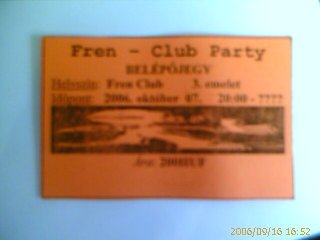 Fren - Club Party
BELÉPŐJEGY
Helyszín: Fren Club 3. emelet
Időpont: 2006. október 07. 20:00 - ????
Ára: 200HUF
2006/09/16 16:52